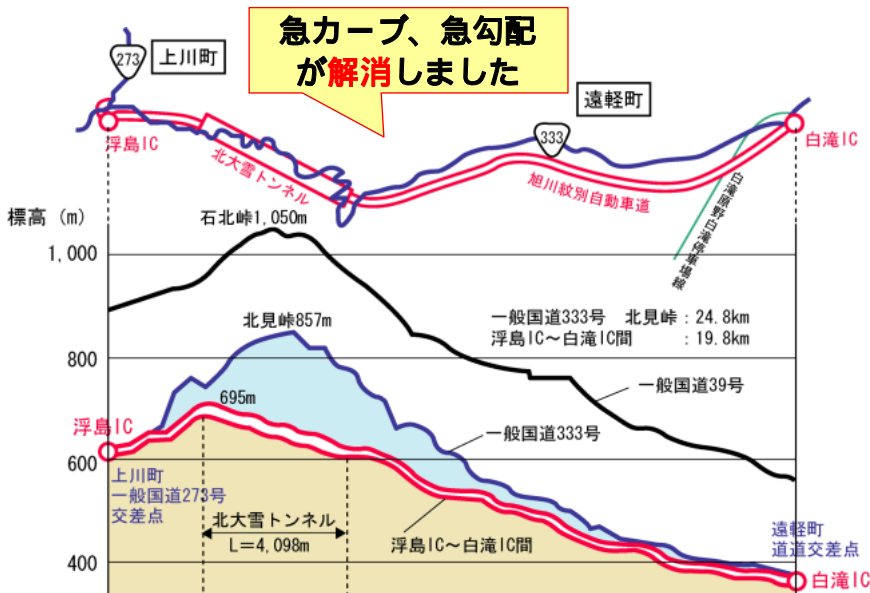 急カーブ、急勾配
が解消しました
273
上川町
遠軽町
333
浮島IC
白滝IC
北大雪トンネル
旭川紋別自動車道
白滝原野白滝停車場線
標高（m）
石北峠1,050m
1,000
北見峠857m
一般国道333号　北見峠：24.8km
浮島IC～白滝IC間　　：19.8km
800
695m
一般国道39号
浮島IC
一般国道333号
600
上川町
一般国道273号
交差点
北大雪トンネル
L＝4,098m
浮島IC～白滝IC間
遠軽町
道道交差点
400
白滝IC